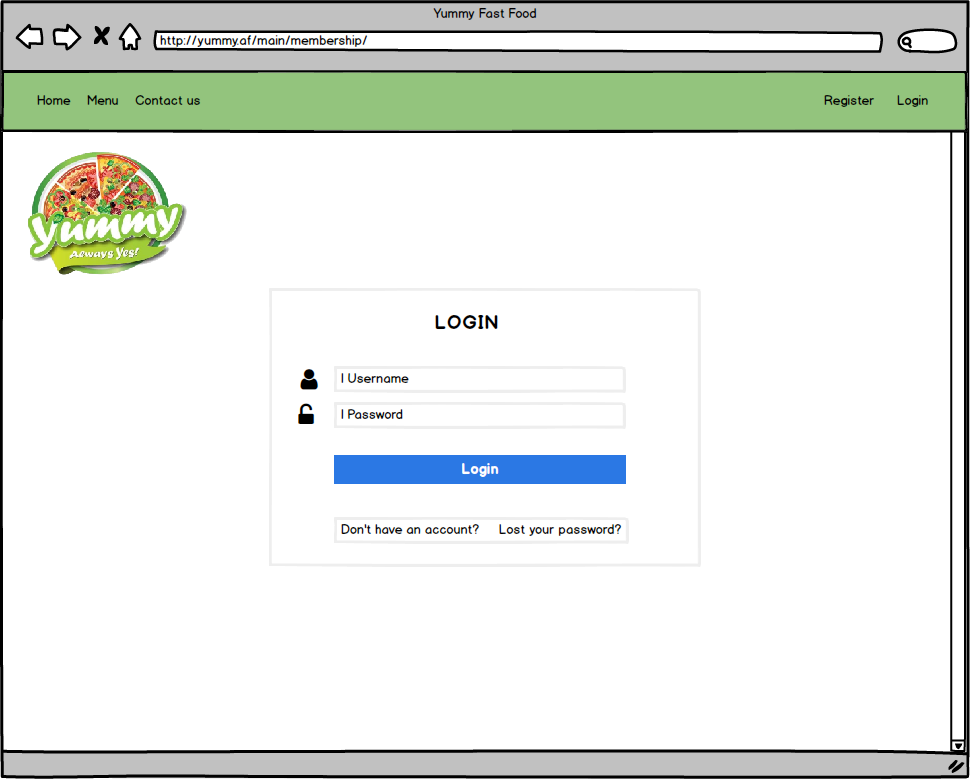 Yummy Fast Food
http://yummy.af/main/membership/
Home Menu Contact us Register Login
Yummy
Always Yes!
LOGIN
I Username
I Password
Login
Don't have an account? Lost your password?